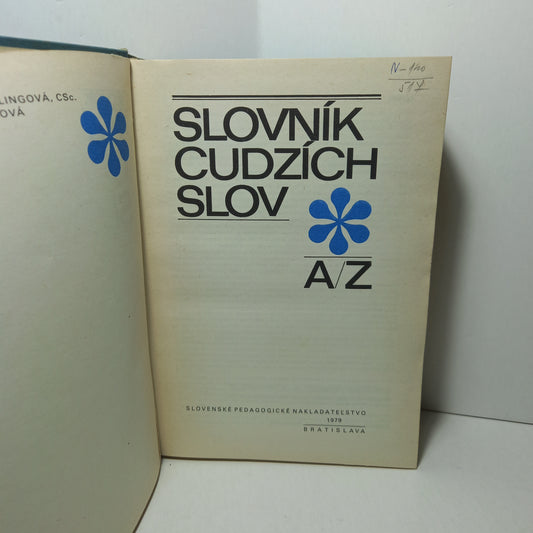 LINGOVÁ, CSc.
OVÁ
SLOVNÍK
CUDZÍCH
SLOV
A/Z
SLOVENSKÉ PEDAGOGICKÉ NAKLADATEĽSTVO
1979
BRATISLAVA